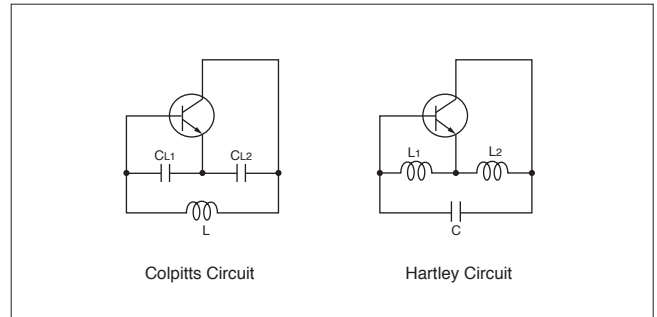 CL1 CL2
L
Colpitts Circuit
L1 L2
C
Hartley Circuit